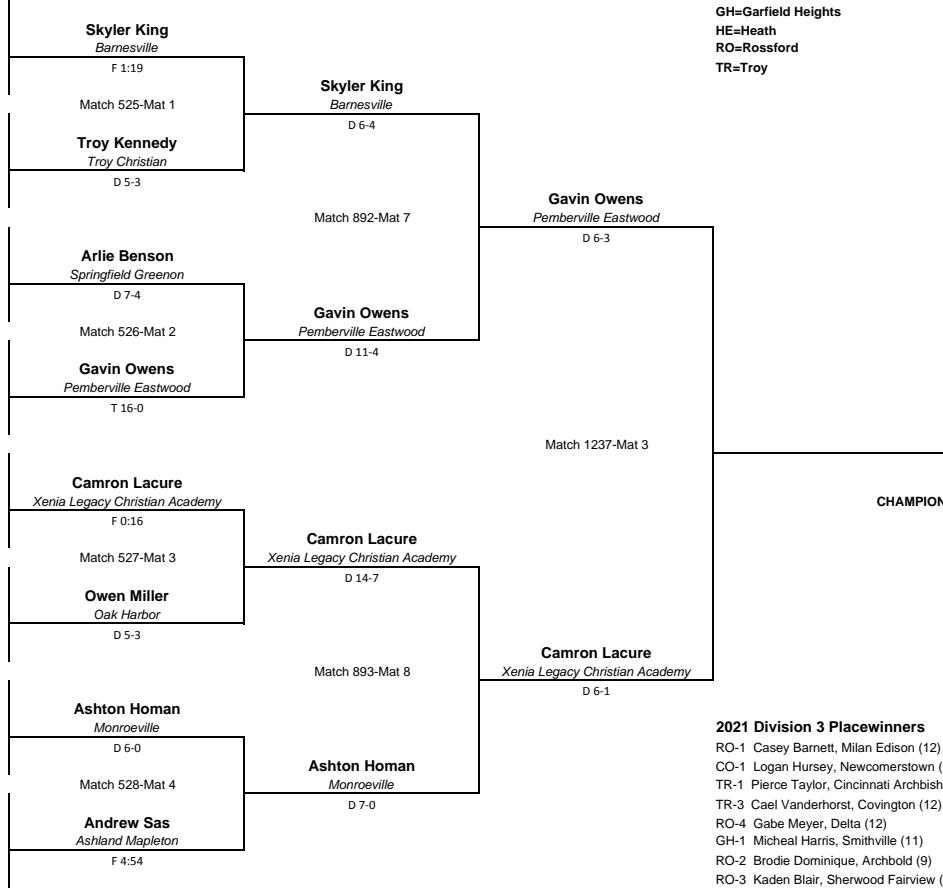 GH=Garfield Heights
HE=Heath
RO=Rossford
TR=Troy
Skyler King
Barnesville
F 1:19
Match 525-Mat 1
Troy Kennedy
Troy Christian
D 5-3
Arlie Benson
Springfield Greenon
D 7-4
Match 526-Mat 2
Gavin Owens
Pemberville Eastwood
T 16-0
Camron Lacure
Xenia Legacy Christian Academy
F 0:16
Match 527-Mat 3
Owen Miller
Oak Harbor
D 5-3
Ashton Homan
Monroeville
D 6-0
Match 528-Mat 4
Andrew Sas
Ashland Mapleton
F 4:54
Skyler King
Barnesville
D 6-4
Match 892-Mat 7
Gavin Owens
Pemberville Eastwood
D 11-4
Camron Lacure
Xenia Legacy Christian Academy
D 14-7
Match 893-Mat 8
Ashton Homan
Monroeville
D 7-0
Gavin Owens
Pemberville Eastwood
D 6-3
Match 1237-Mat 3
Camron Lacure
Xenia Legacy Christian Academy
D 6-1
CHAMPION
2021 Division 3 Placewinners
RO-1 Casey Barnett, Milan Edison (12)
CO-1 Logan Hursey, Newcomerstown (
TR-1 Pierce Taylor, Cincinnati Archbish
TR-3 Cael Vanderhorst, Covington (12)
RO-4 Gabe Meyer, Delta (12)
GH-1 Micheal Harris, Smithville (11)
RO-2 Brodie Dominique, Archbold (9)
RO-3 Kaden Blair, Sherwood Fairview (